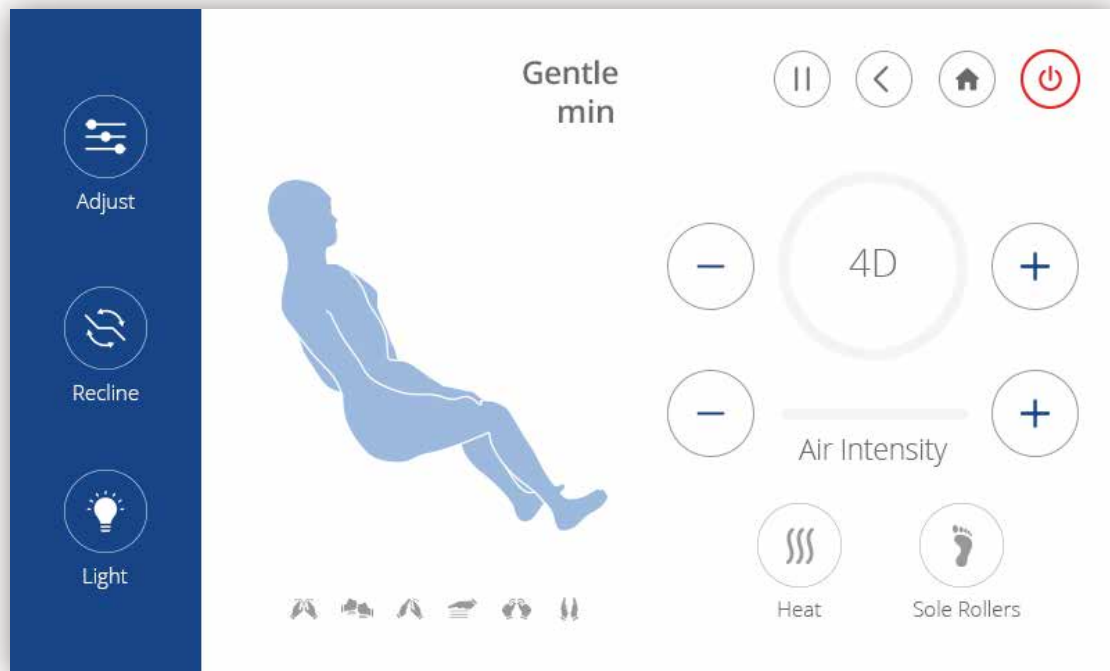 Gentle
min
Adjust
4D
Recline
Air Intensity
Light
Heat
Sole Rollers